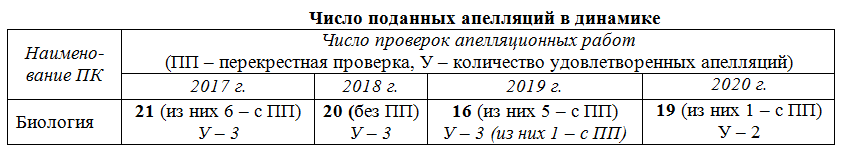 Число поданных апелляций в динамике
Наимено-
вание ПК
Число проверок апелляционных работ
(ПП – перекрестная проверка, У – количество удовлетворенных апелляций)
2017 г. 2018 г. 2019 г. 2020 г.
Биология
21 (из них 6 – с ПП) 20 (без ПП) 16 (из них 5 – с ПП) 19 (из них 1 – с ПП)
У – 3 У – 3 У – 3 (из них 1 – с ПП) У – 2